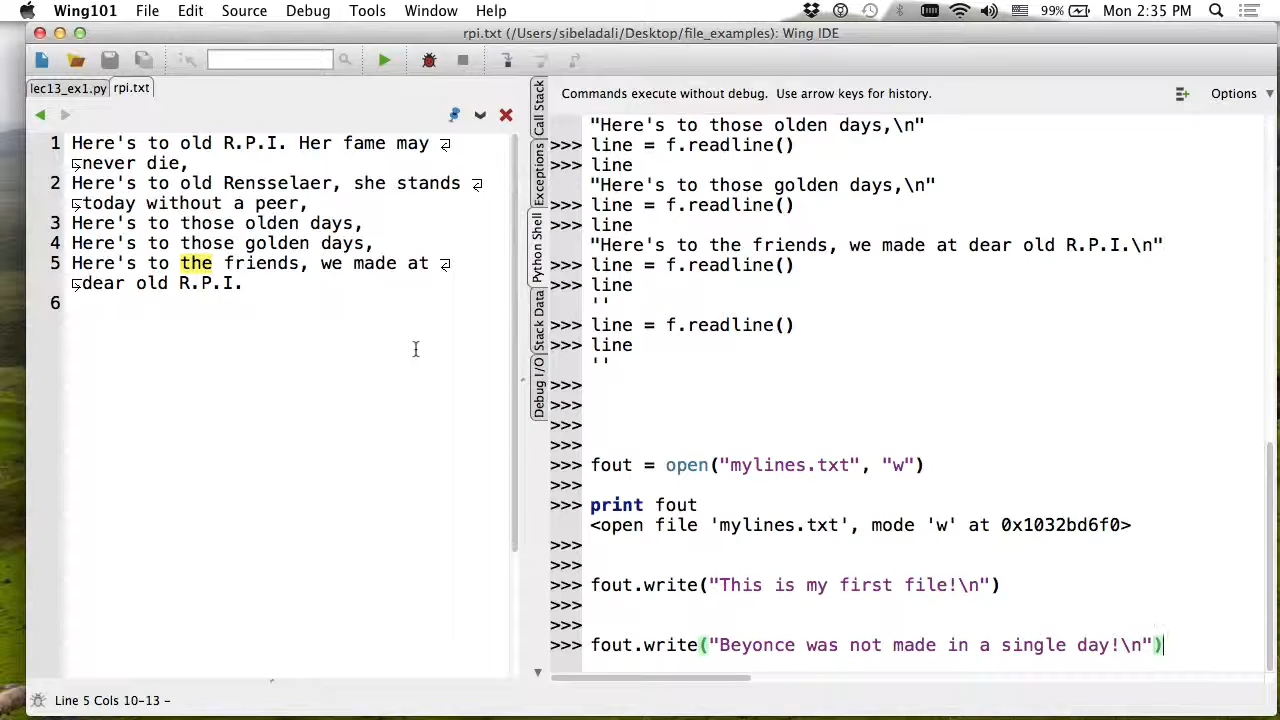 Wing101 File Edit Source Debug Tools Window Help 99% Mon 2:35 PM
rpi.txt (/Users/sibeladali/Desktop/file_examples): Wing IDE
lec13_ex1.py rpi.txt
1 Here's to old R.P.I. Her fame may
never die,
2 Here's to old Rensselaer, she stands
today without a peer,
3 Here's to those olden days,
4 Here's to those golden days,
5 Here's to the friends, we made at
dear old R.P.I.
6
Line 5 Cols 10-13 –
Call Stack
Exceptions
Python Shell
Stack Data
Debug I/O
Commands execute without debug. Use arrow keys for history. Options
"Here's to those olden days,\n"
>>> line = f.readline()
>>> line
"Here's to those golden days,\n"
>>> line = f.readline()
>>> line
"Here's to the friends, we made at dear old R.P.I.\n"
>>> line = f.readline()
>>> line
''
>>> line = f.readline()
>>> line
''
>>>
>>>
>>>
>>>
>>> fout = open("mylines.txt", "w")
>>>
>>> print fout
<open file 'mylines.txt', mode 'w' at 0x1032bd6f0>
>>>
>>>
>>> fout.write("This is my first file!\n")
>>>
>>>
>>> fout.write("Beyonce was not made in a single day!\n")